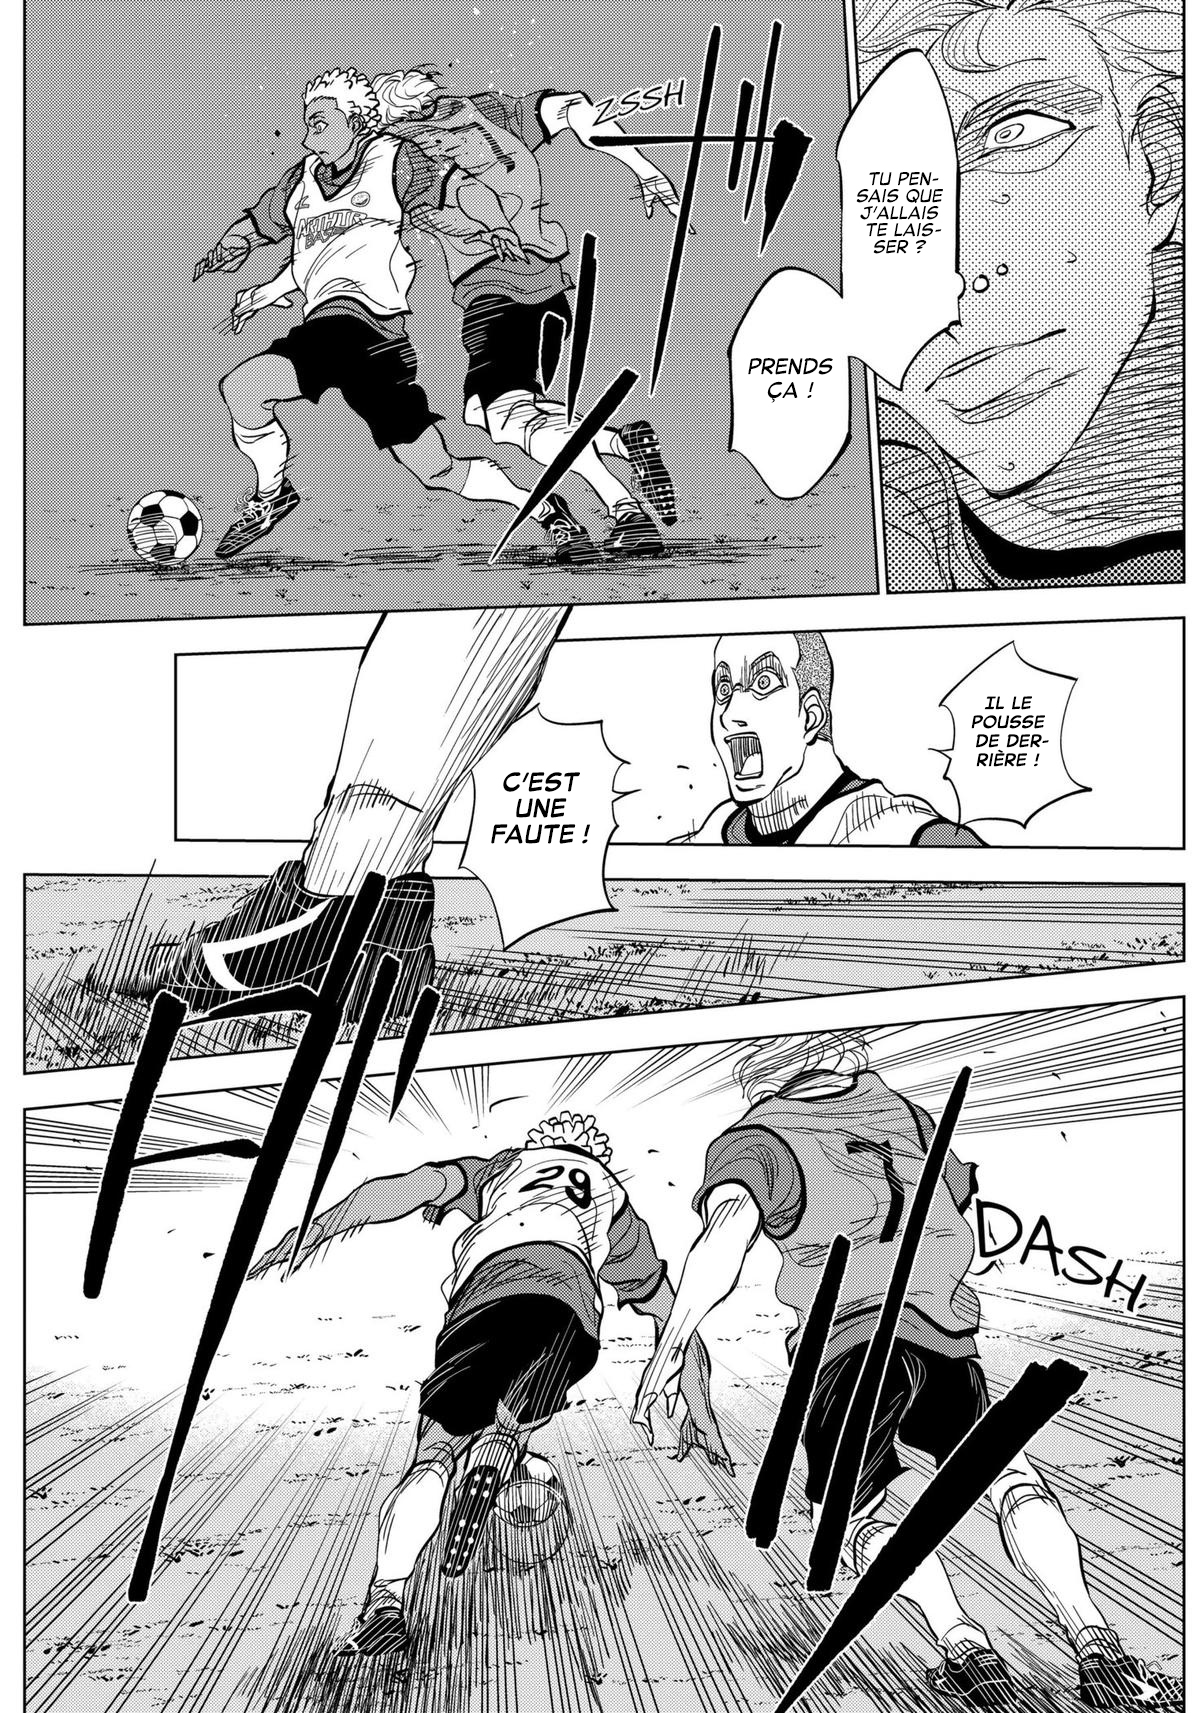 TU PEN-
SAIS QUE
J'ALLAIS
TE LAIS-
SER ?
PRENDS
ÇA !
ZSSH
IL LE
POUSSE
DE DER-
RIÈRE !
C'EST
UNE
FAUTE !
29
7
DASH